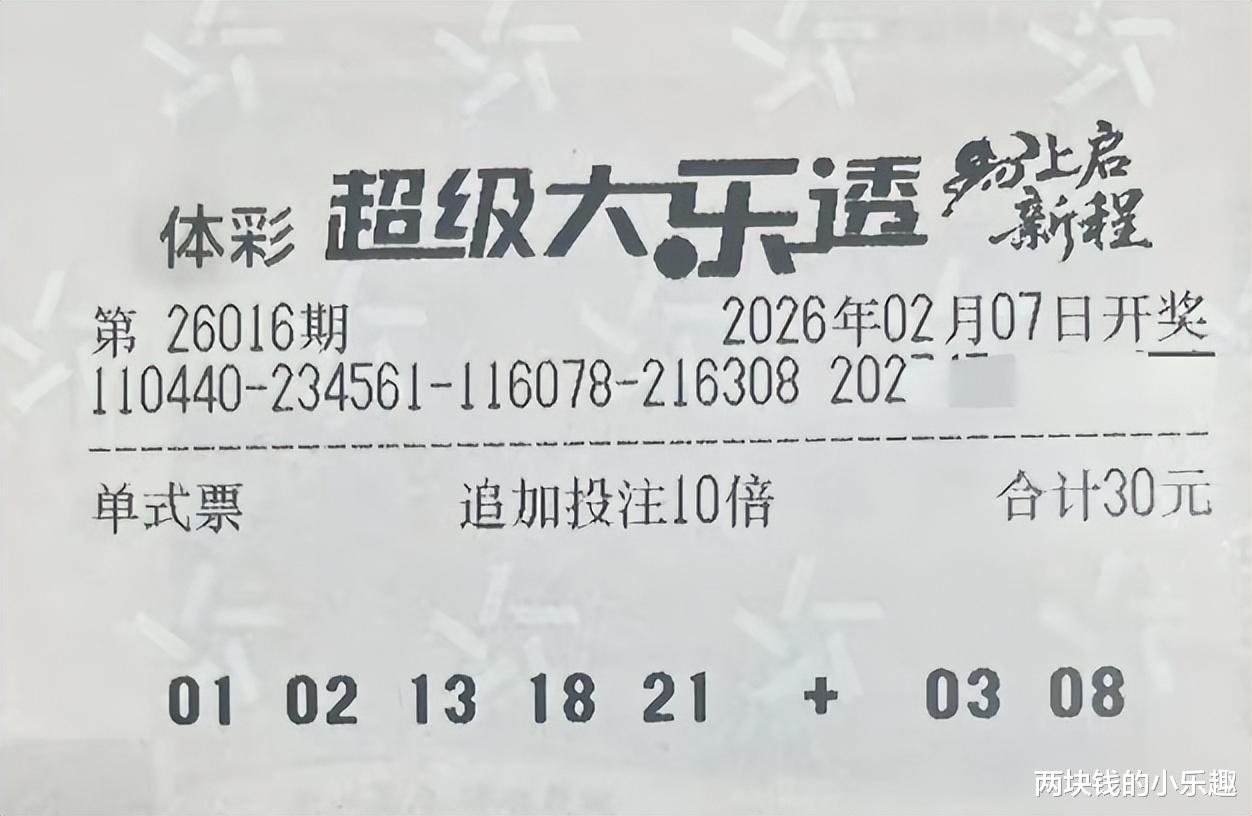 体彩 超级大乐透 马上启
新程
第 26016期 2026年02月07日开奖
110440-234561-116078-216308 202
单式票 追加投注10倍 合计30元
01 02 13 18 21 + 03 08
两块钱的小乐趣